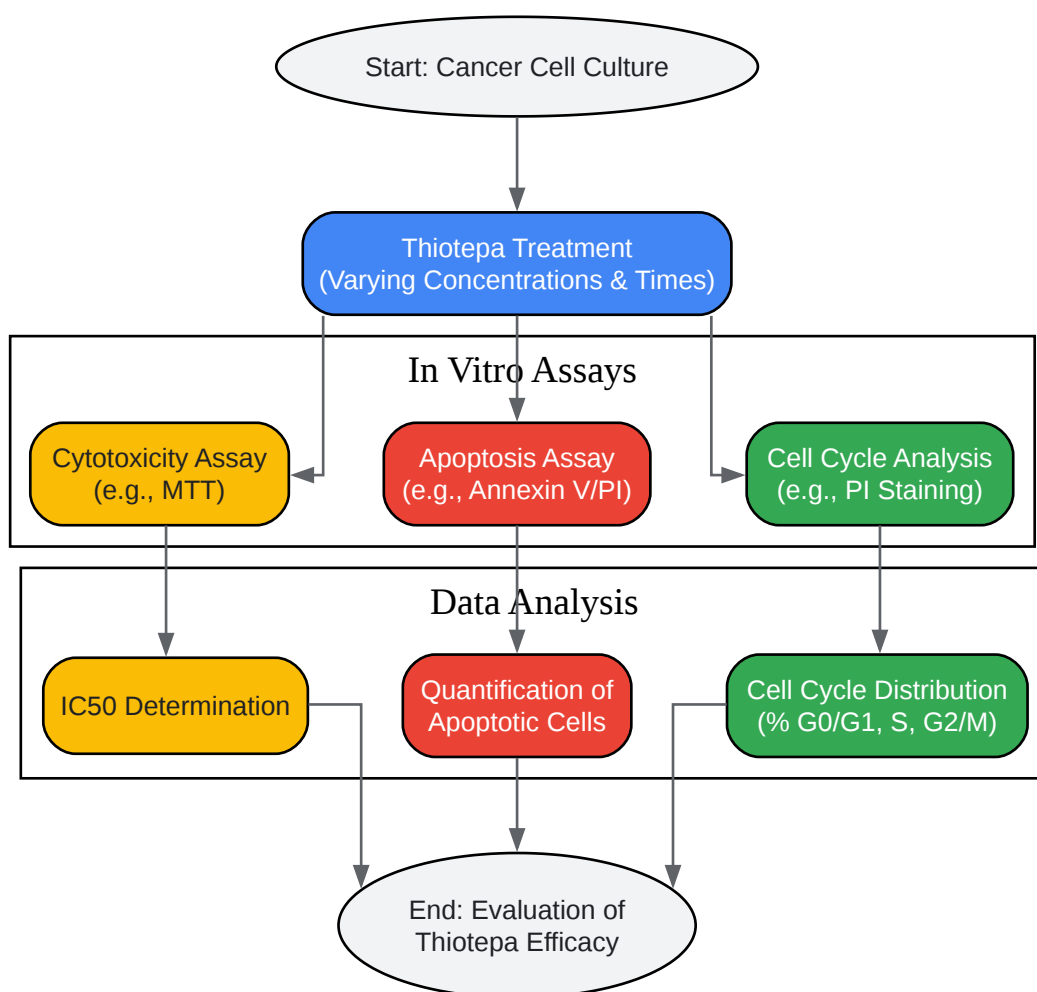 Start: Cancer Cell Culture
Thiotepa Treatment
(Varying Concentrations & Times)
In Vitro Assays
Cytotoxicity Assay
(e.g., MTT)
Apoptosis Assay
(e.g., Annexin V/PI)
Cell Cycle Analysis
(e.g., PI Staining)
Data Analysis
IC50 Determination
Quantification of
Apoptotic Cells
Cell Cycle Distribution
(% G0/G1, S, G2/M)
End: Evaluation of
Thiotepa Efficacy